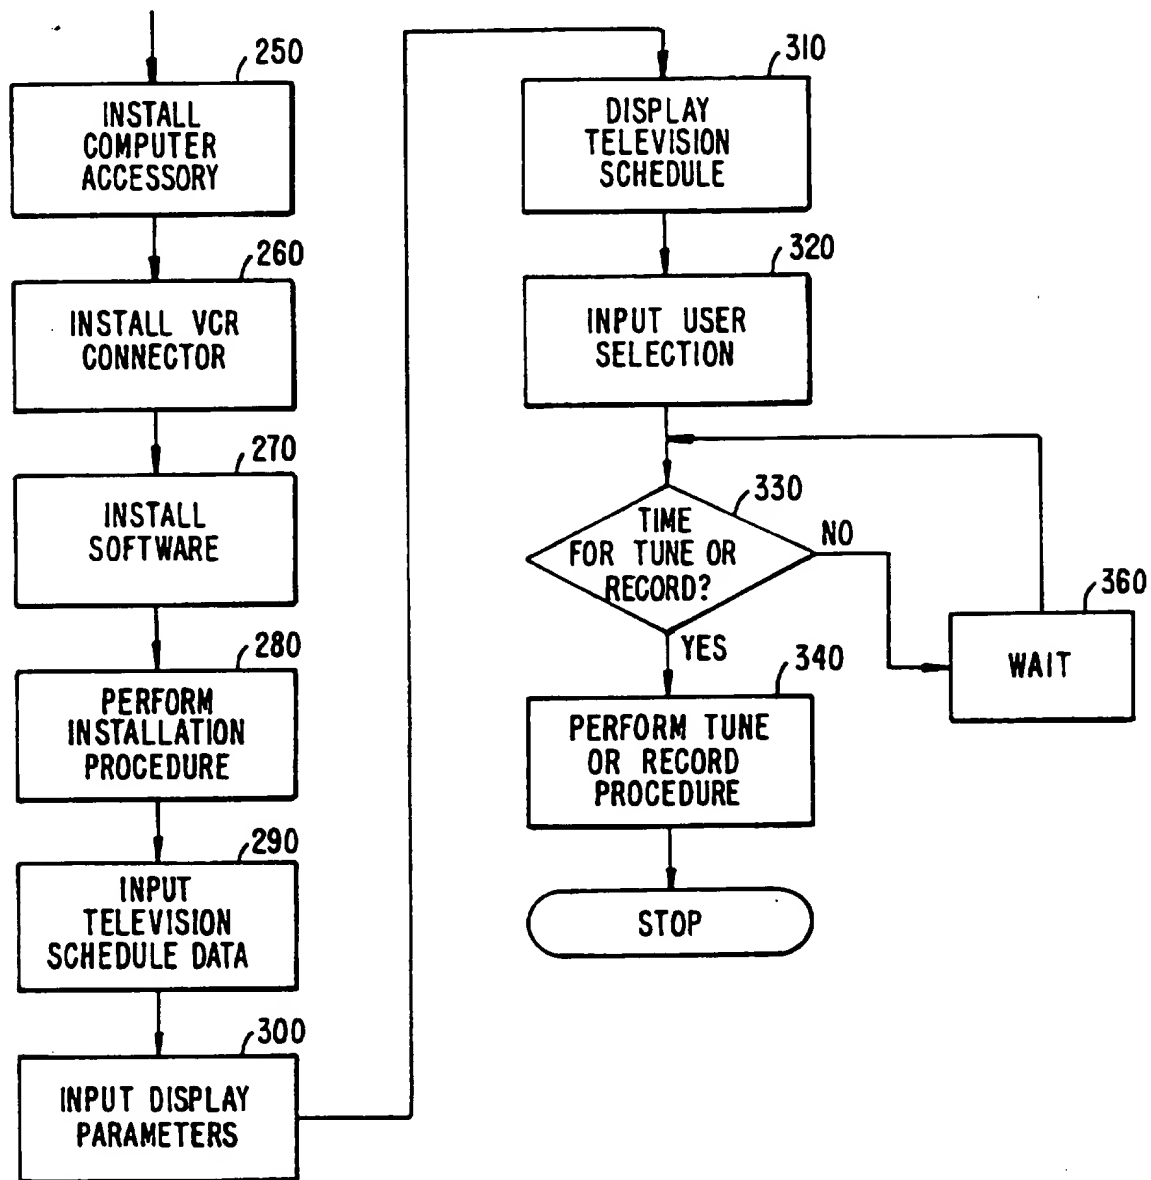 250
INSTALL
COMPUTER
ACCESSORY
260
INSTALL VCR
CONNECTOR
270
INSTALL
SOFTWARE
280
PERFORM
INSTALLATION
PROCEDURE
290
INPUT
TELEVISION
SCHEDULE DATA
300
INPUT DISPLAY
PARAMETERS
310
DISPLAY
TELEVISION
SCHEDULE
320
INPUT USER
SELECTION
330
TIME
FOR TUNE OR
RECORD?
NO
YES
360
WAIT
340
PERFORM TUNE
OR RECORD
PROCEDURE
STOP